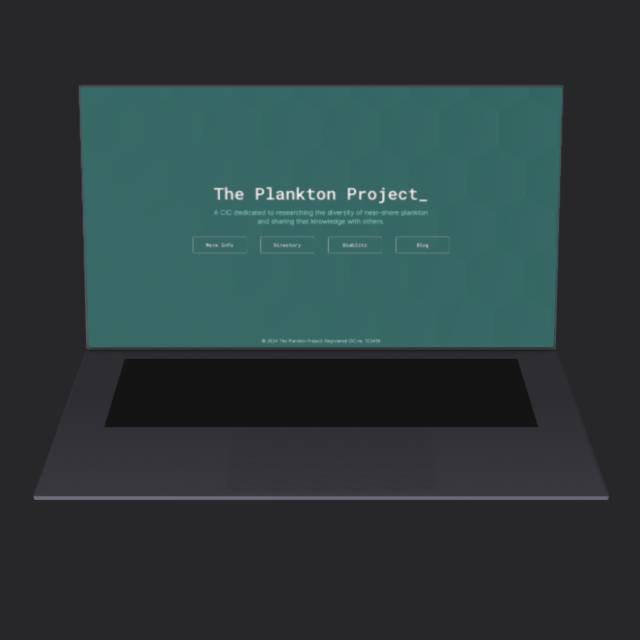 The Plankton Project_
A CIC dedicated to researching the diversity of near-shore plankton
and sharing that knowledge with others.
More Info
Directory
Bioblitz
Blog
© 2024 The Plankton Project. Registered CIC no.